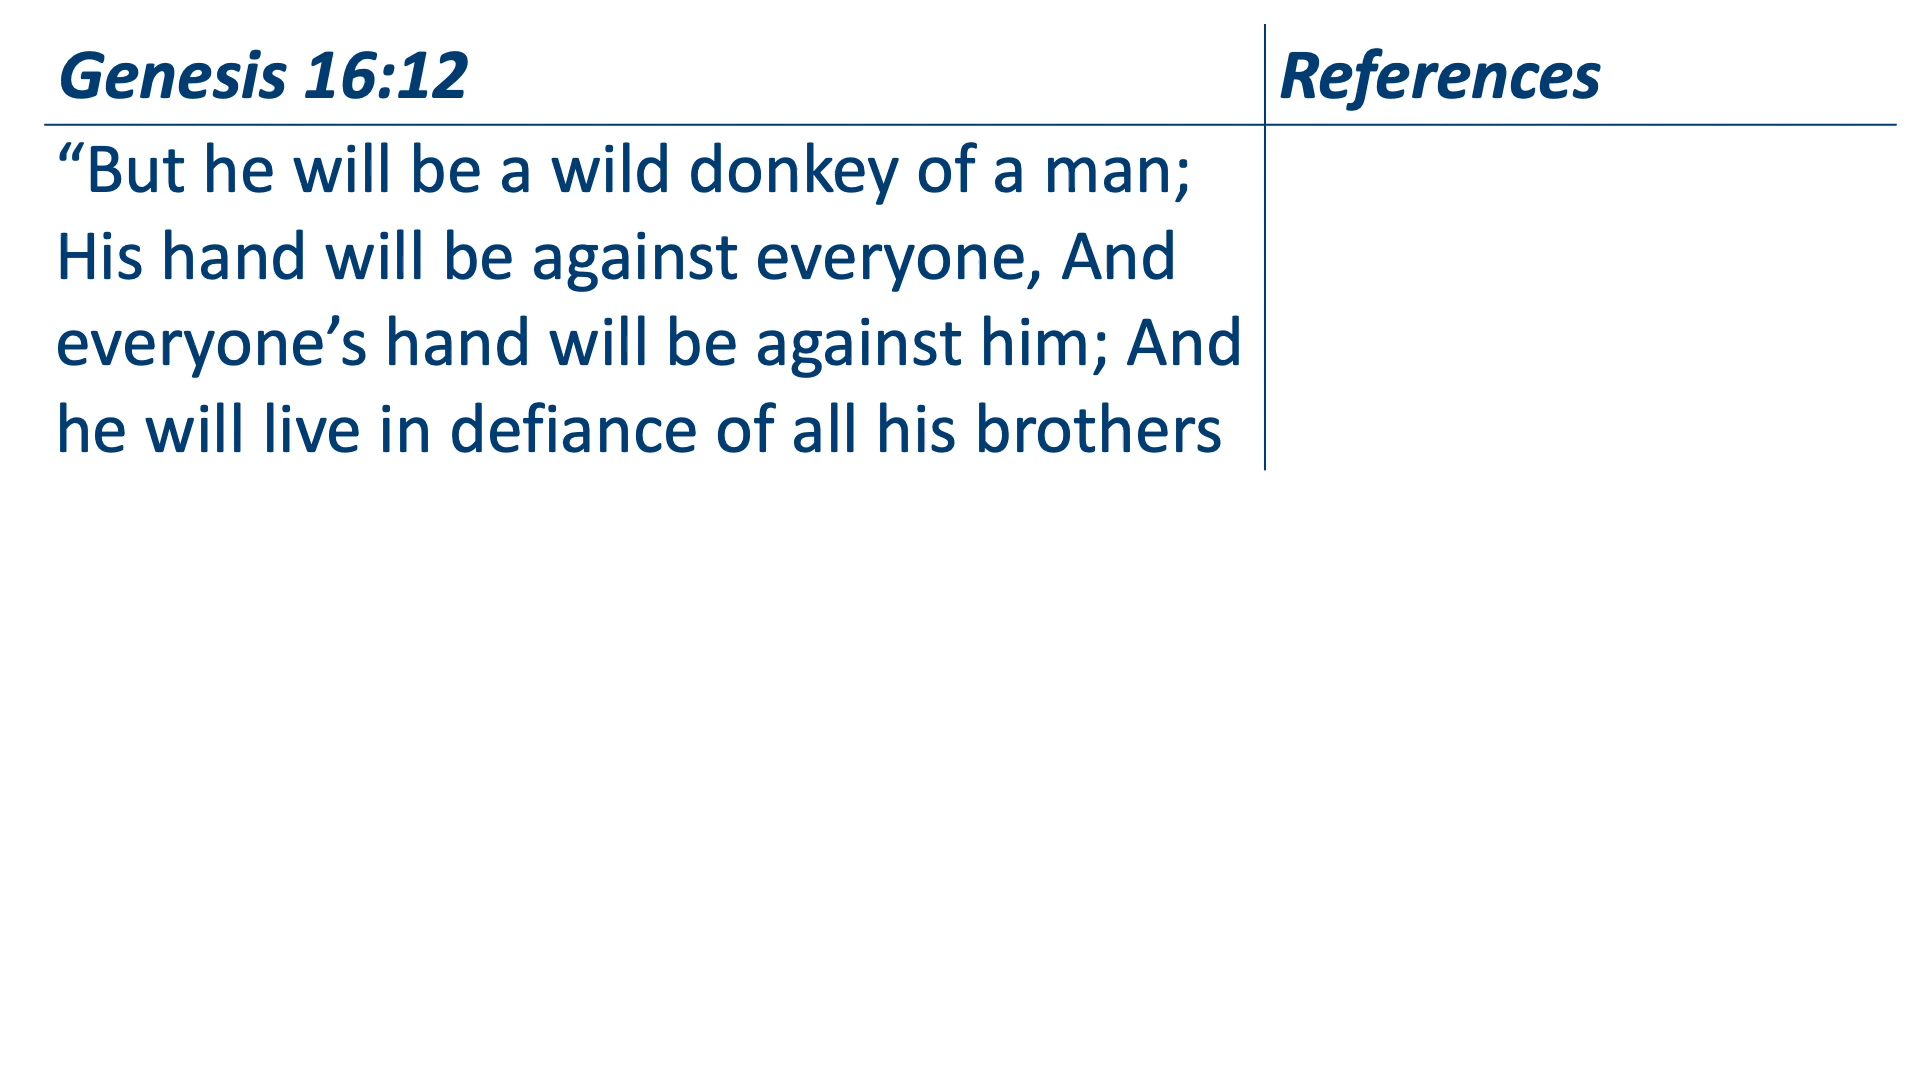 Genesis 16:12
References
“But he will be a wild donkey of a man;
His hand will be against everyone, And
everyone’s hand will be against him; And
he will live in defiance of all his brothers